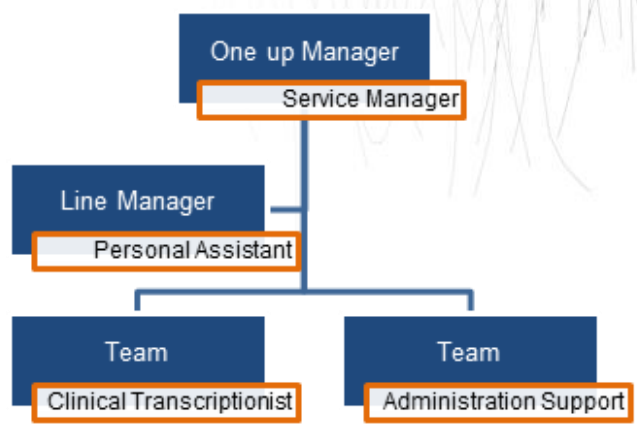 One up Manager
Service Manager
Line Manager
Personal Assistant
Team
Clinical Transcriptionist
Team
Administration Support